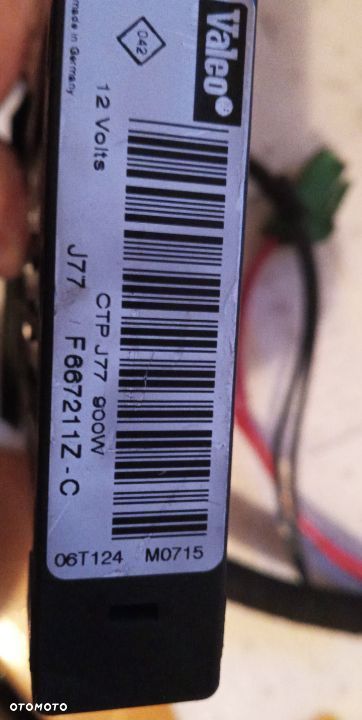 Valeo
042
Made in Germany
12 Volts
CTP J77 900W
J77 F667211Z-C
06T124 M0715
OTOMOTO